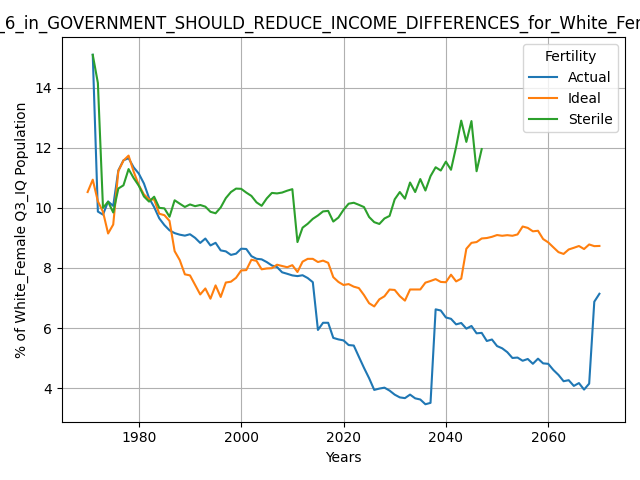 _6_in_GOVERNMENT_SHOULD_REDUCE_INCOME_DIFFERENCES_for_White_Fer
Fertility
Actual
Ideal
Sterile
% of White_Female Q3_IQ Population
14
12
10
8
6
4
1980 2000 2020 2040 2060
Years